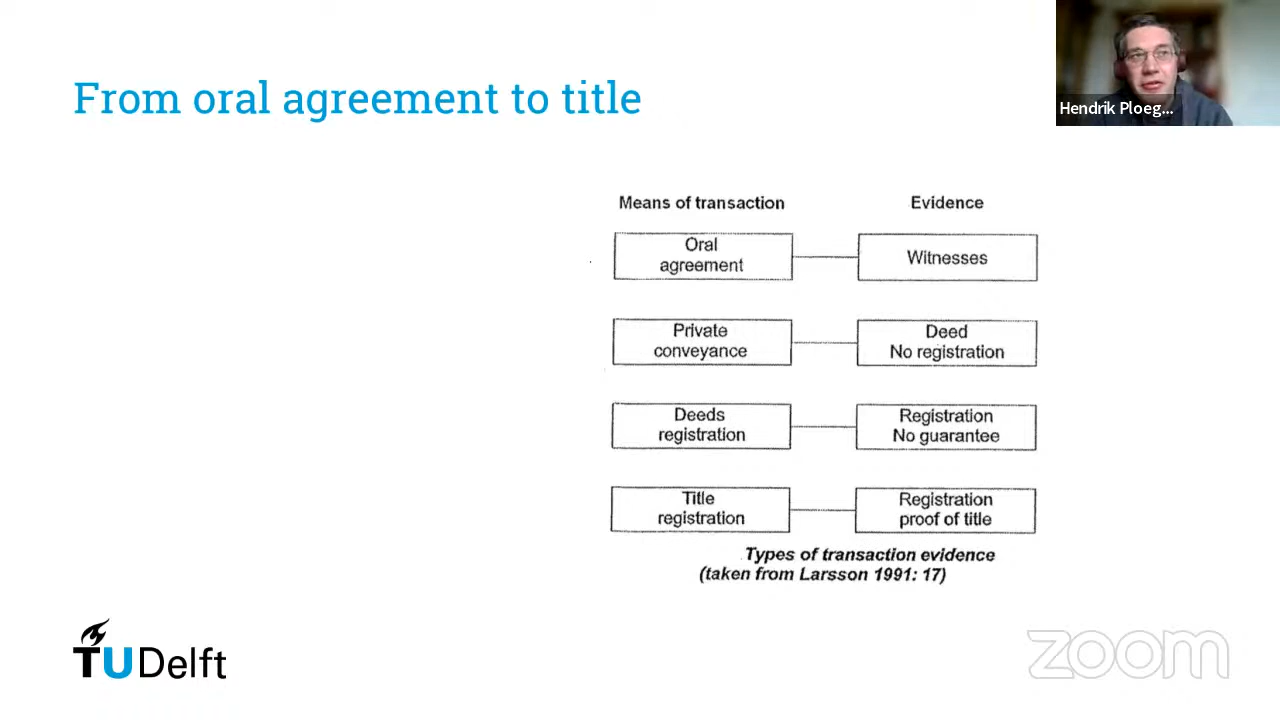 From oral agreement to title
Hendrik Ploeg...
Means of transaction
Evidence
Oral
agreement
Witnesses
Private
conveyance
Deed
No registration
Deeds
registration
Registration
No guarantee
Title
registration
Registration
proof of title
Types of transaction evidence
(taken from Larsson 1991: 17)
TU Delft
zoom